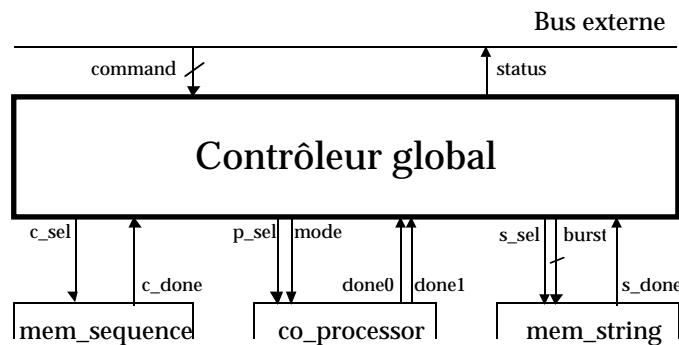 Bus externe
command status
Contrôleur global
c_sel p_sel mode s_sel burst
c_done done0 done1 s_done
mem_sequence co_processor mem_string